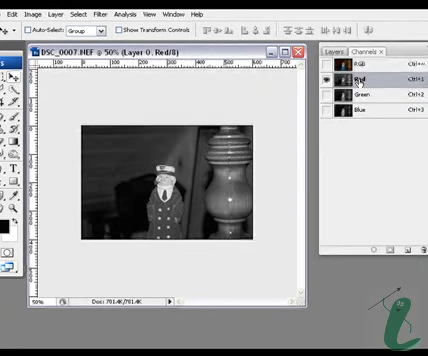 Edit Image Layer Select Filter Analysis View Window Help
Auto-Select: Group Show Transform Controls
DSC_0007.NEF @ 50% (Layer 0, Red/8)
Layers Channels ×
RGB
Red Ctrl+1
Green Ctrl+2
Blue Ctrl+3
50% Doc: 701.4K/701.4K